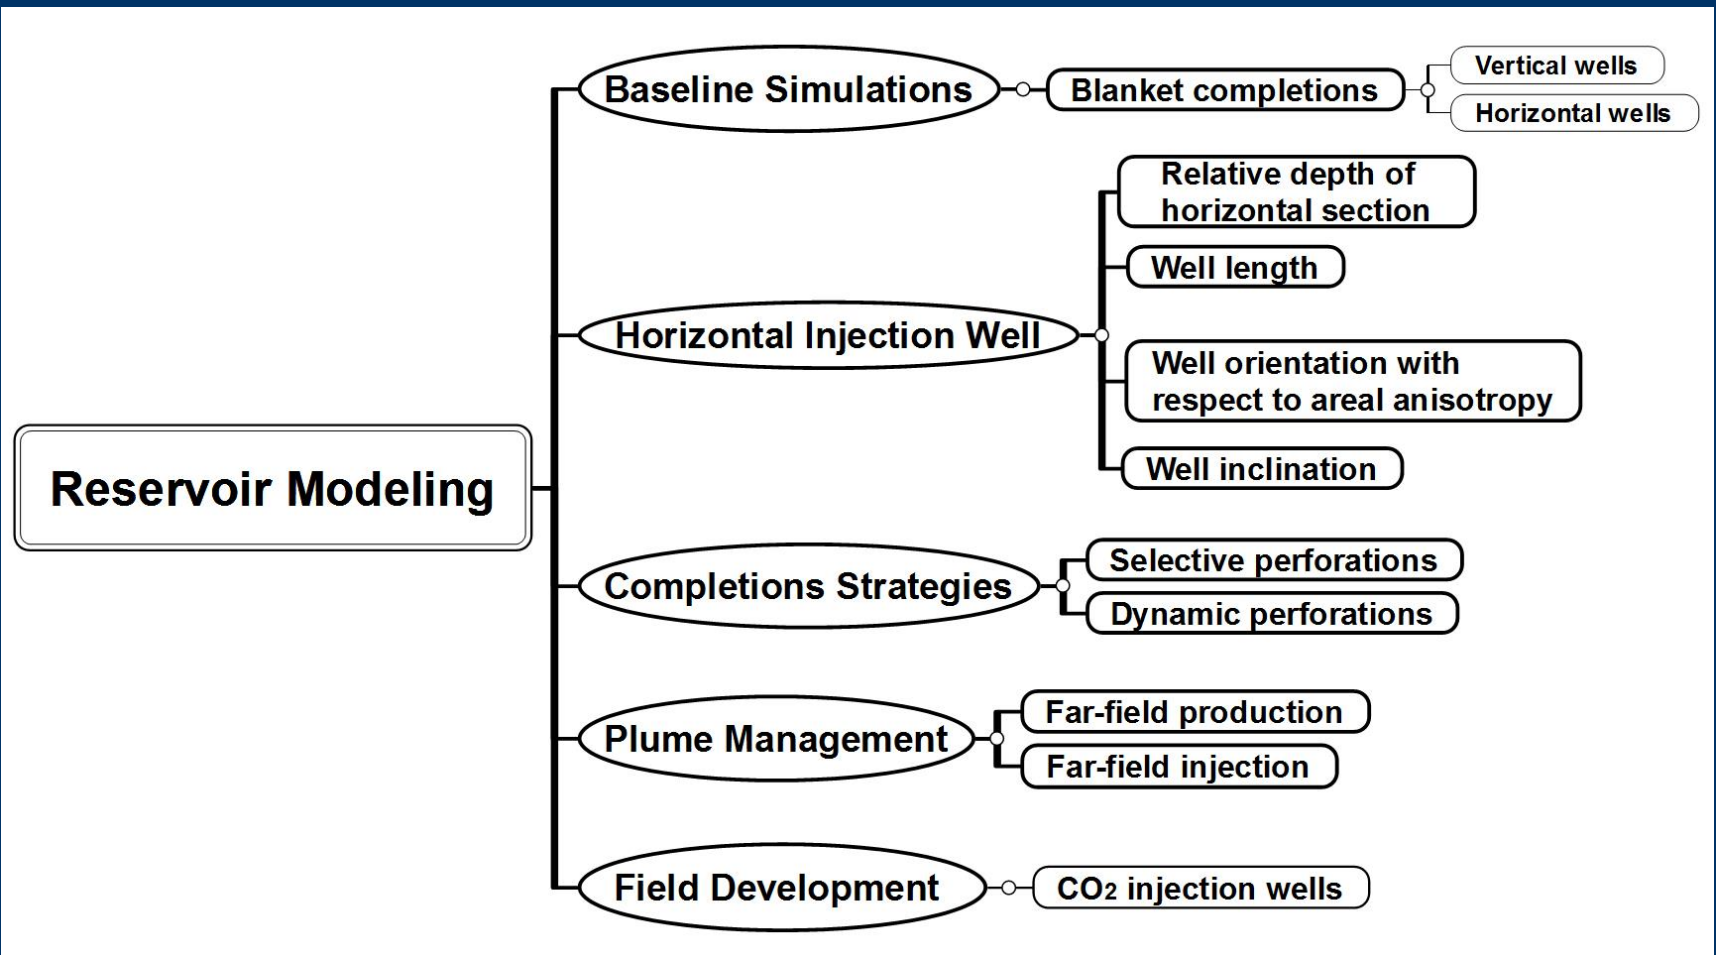 Baseline Simulations
Blanket completions
Vertical wells
Horizontal wells
Horizontal Injection Well
Relative depth of
horizontal section
Well length
Well orientation with
respect to areal anisotropy
Well inclination
Reservoir Modeling
Completions Strategies
Selective perforations
Dynamic perforations
Plume Management
Far-field production
Far-field injection
Field Development
CO2 injection wells